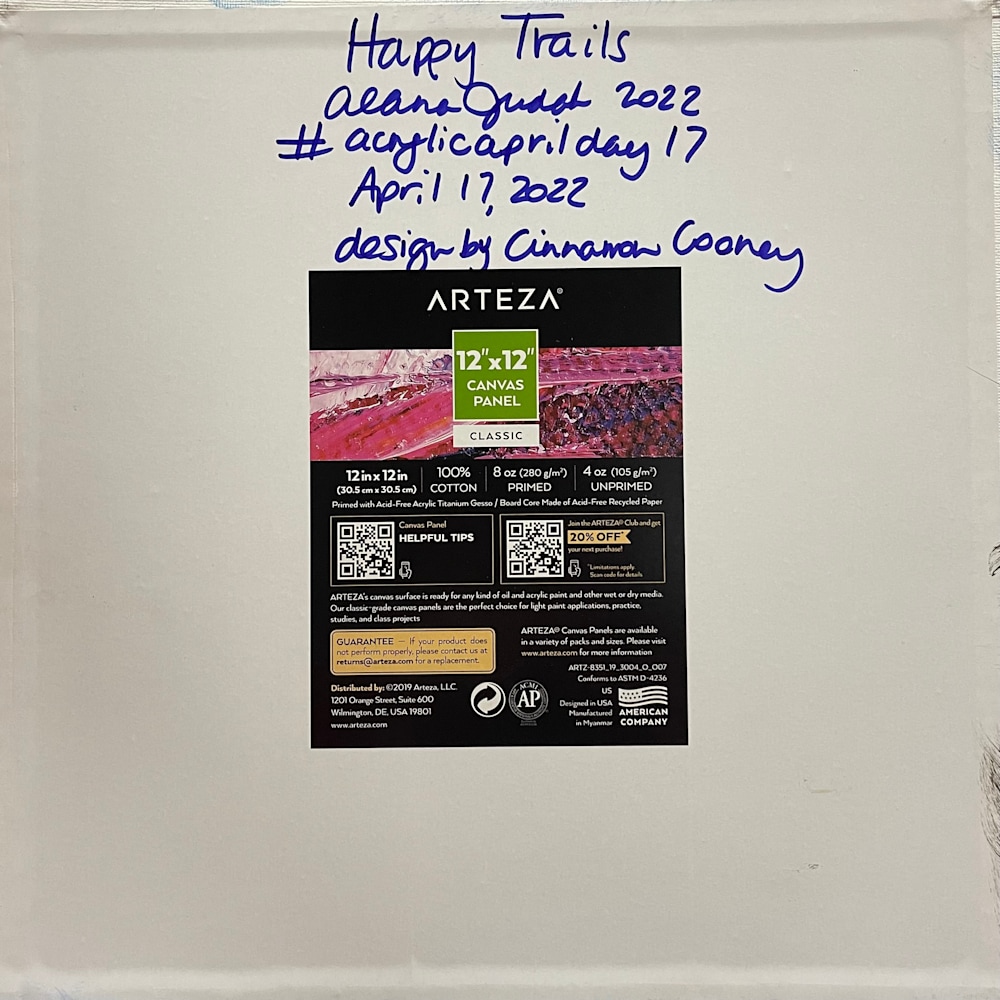 Happy Trails
Alana Judah 2022
# acrylicaprilday 17
April 17, 2022
design by Cinnamon Cooney
ARTEZA®
12"x12"
CANVAS
PANEL
CLASSIC
12 in x 12 in
(30.5 cm x 30.5 cm)
100%
COTTON
8 oz (280 g/m²)
PRIMED
4 oz (105 g/m²)
UNPRIMED
Primed with Acid-Free Acrylic Titanium Gesso / Board Core Made of Acid-Free Recycled Paper
Canvas Panel
HELPFUL TIPS
Join the ARTEZA® Club and get
20% OFF*
your next purchase!
*Limitations apply.
Scan code for details
ARTEZA's canvas surface is ready for any kind of oil and acrylic paint and other wet or dry media.
Our classic-grade canvas panels are the perfect choice for light paint applications, practice,
studies, and class projects
GUARANTEE — If your product does
not perform properly, please contact us at
returns@arteza.com for a replacement.
ARTEZA® Canvas Panels are available
in a variety of packs and sizes. Please visit
www.arteza.com for more information
ARTZ-8351_19_3004_O_007
Conforms to ASTM D-4236
Distributed by: ©2019 Arteza, LLC.
1201 Orange Street, Suite 600
Wilmington, DE, USA 19801
www.arteza.com
ACMI
AP
US
Designed in USA
Manufactured
in Myanmar
AMERICAN
COMPANY